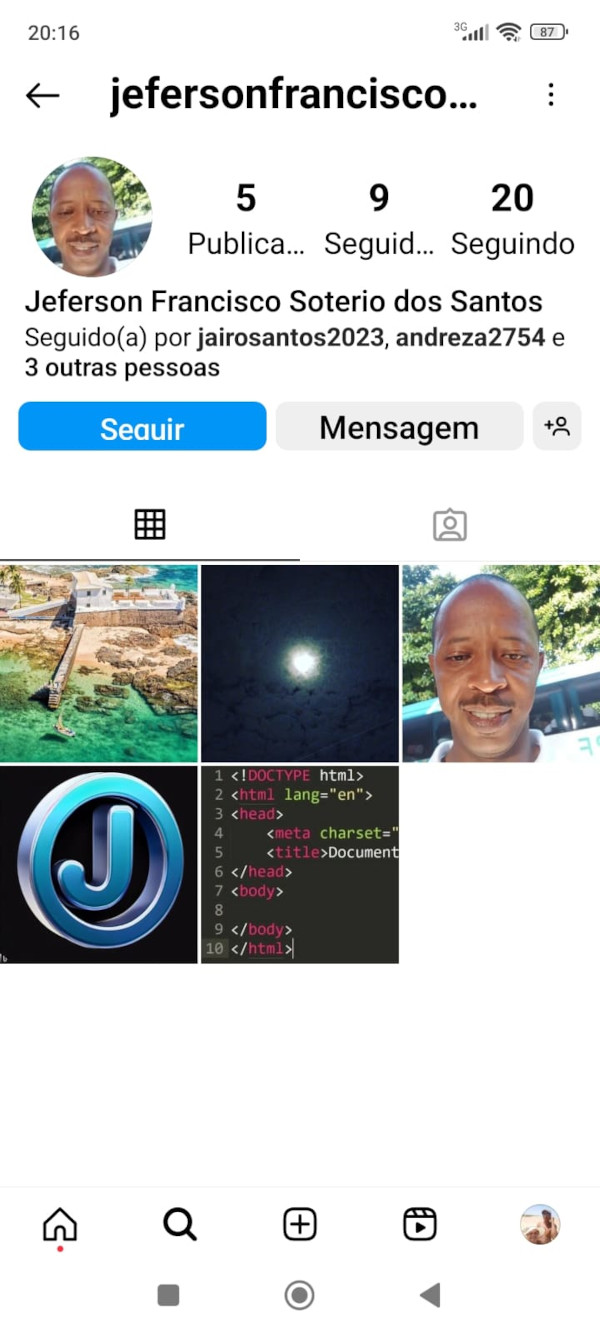 20:16
3G
87
jefersonfrancisco...
5 9 20
Publica... Seguid... Seguindo
Jeferson Francisco Soterio dos Santos
Seguido(a) por jairosantos2023, andreza2754 e
3 outras pessoas
Seguir Mensagem
J
1 <!DOCTYPE html>
2 <html lang="en">
3 <head>
4 <meta charset="
5 <title>Document
6 </head>
7 <body>
8
9 </body>
10 </html>